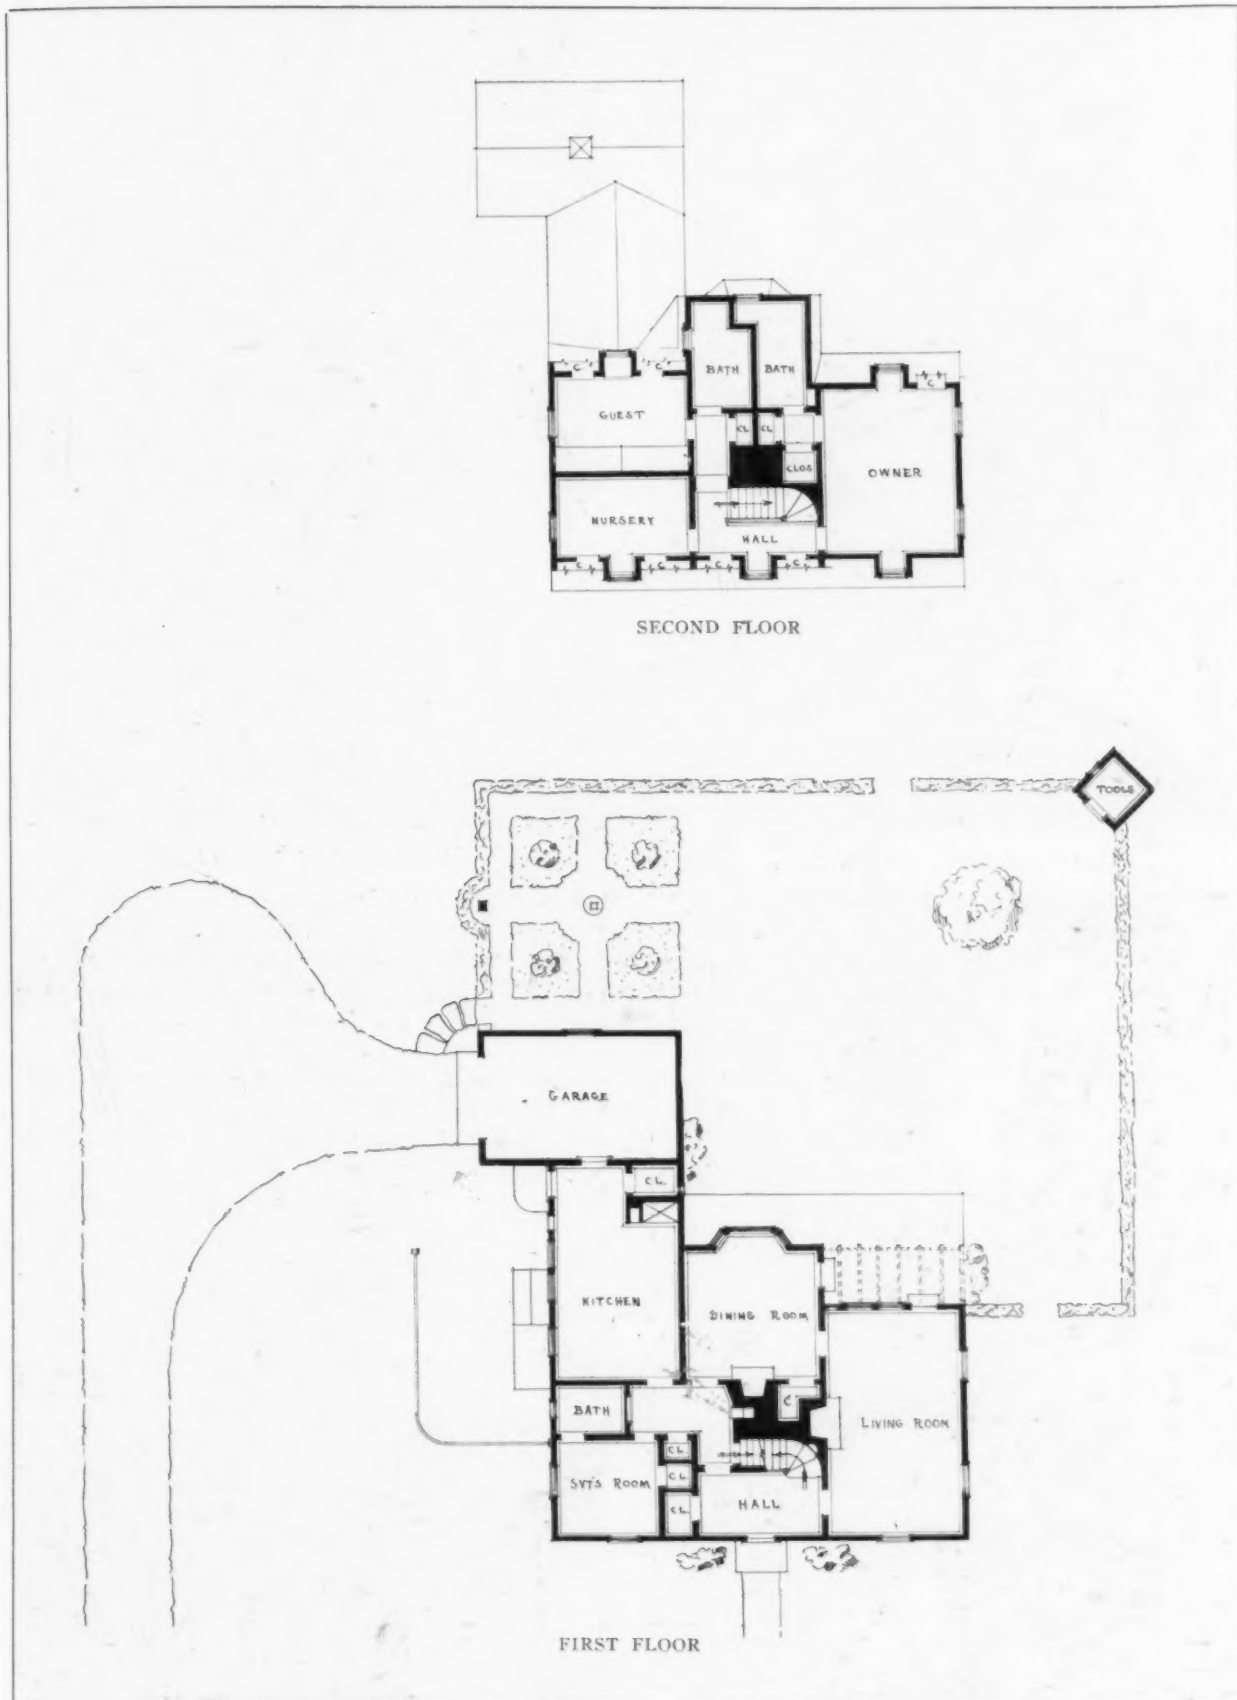 C
C
BATH
BATH
C
GUEST
CL
CL
CLOS
OWNER
NURSERY
HALL
C
C
C
C
SECOND FLOOR
TOOLS
GARAGE
CL.
KITCHEN
DINING ROOM
C
BATH
LIVING ROOM
CL.
SVT'S ROOM
CL
CL.
HALL
FIRST FLOOR